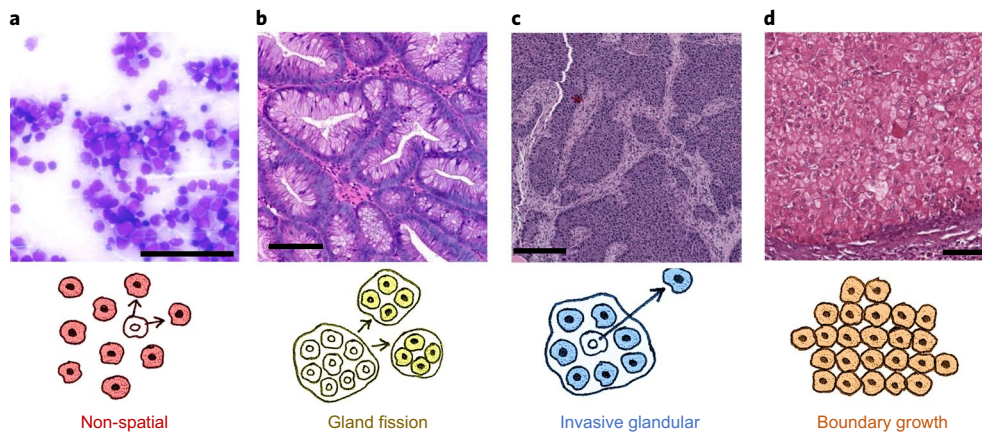 a
b
c
d
Non-spatial
Gland fission
Invasive glandular
Boundary growth